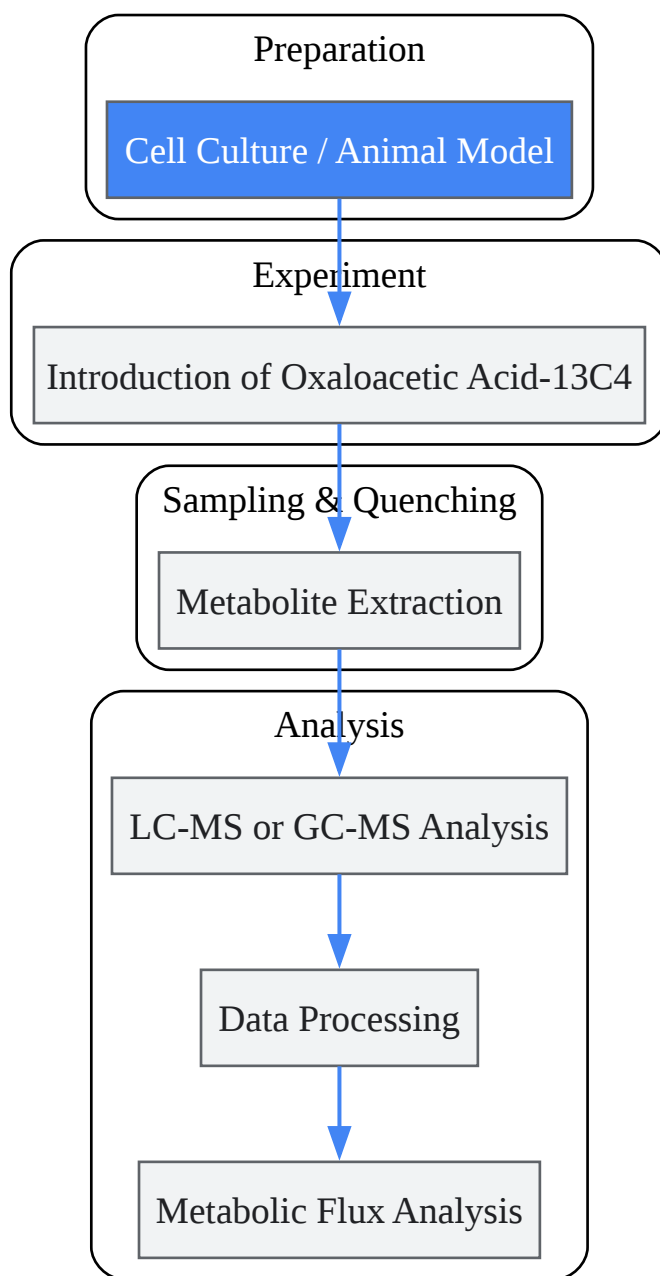 Preparation
Cell Culture / Animal Model
Experiment
Introduction of Oxaloacetic Acid-13C4
Sampling & Quenching
Metabolite Extraction
Analysis
LC-MS or GC-MS Analysis
Data Processing
Metabolic Flux Analysis